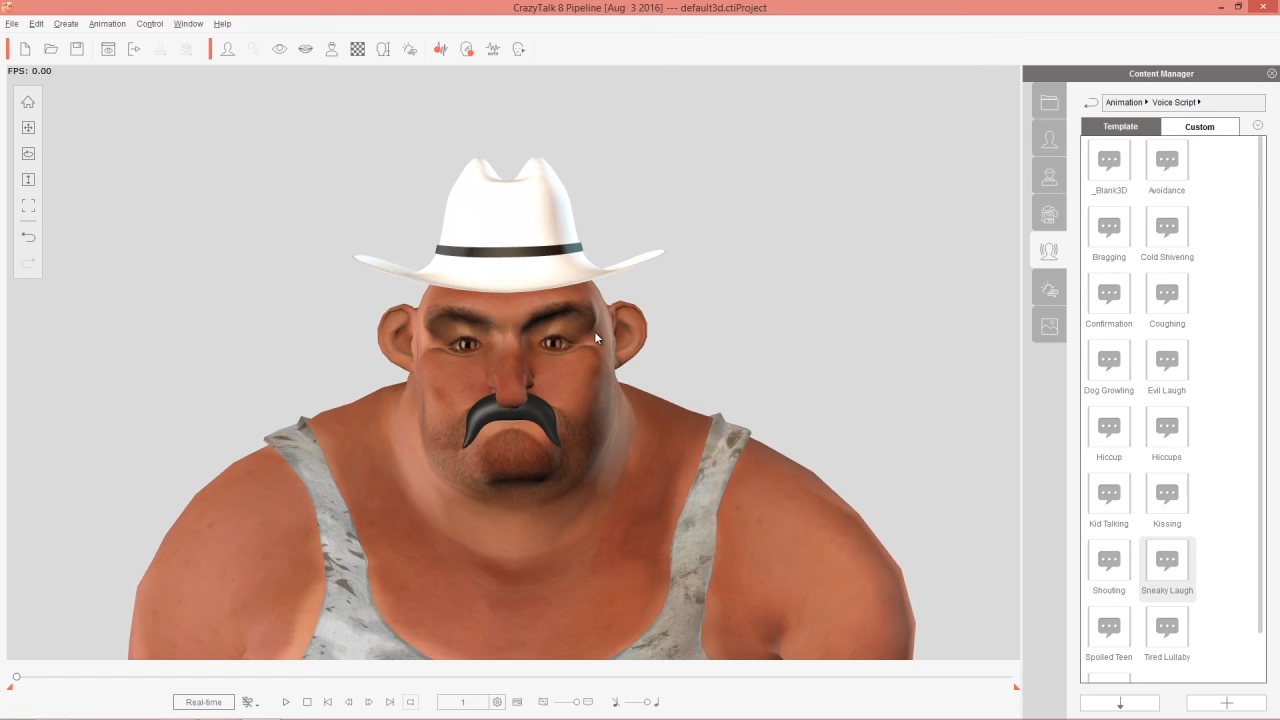 CrazyTalk 8 Pipeline [Aug 3 2016] --- default3d.ctiProject
File Edit Create Animation Control Window Help
FPS: 0.00
Content Manager
Animation Voice Script
Template Custom
_Blank3D Avoidance
Bragging Cold Shivering
Confirmation Coughing
Dog Growling Evil Laugh
Hiccup Hiccups
Kid Talking Kissing
Shouting Sneaky Laugh
Spoiled Teen Tired Lullaby
Real-time 1